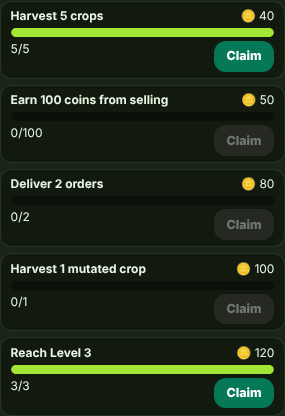 Harvest 5 crops 40
5/5
Claim
Earn 100 coins from selling 50
0/100
Claim
Deliver 2 orders 80
0/2
Claim
Harvest 1 mutated crop 100
0/1
Claim
Reach Level 3 120
3/3
Claim